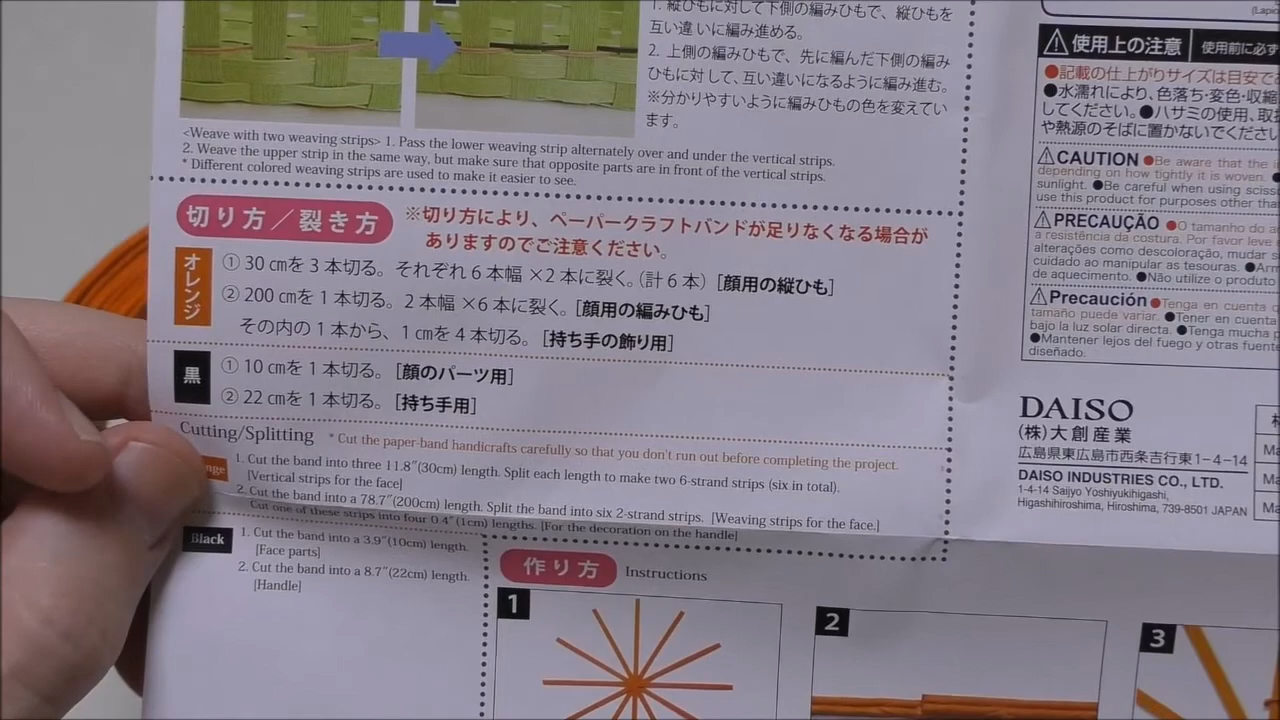 1. 縦ひもに対して下側の編みひもで、縦ひもを
互い違いに編み進める。
2. 上側の編みひもで、先に編んだ下側の編み
ひもに対して、互い違いになるように編み進む。
※分かりやすいように編みひもの色を変えてい
ます。
<Weave with two weaving strips> 1. Pass the lower weaving strip alternately over and under the vertical strips.
2. Weave the upper strip in the same way, but make sure that opposite parts are in front of the vertical strips.
* Different colored weaving strips are used to make it easier to see.
切り方／裂き方
※切り方により、ペーパークラフトバンドが足りなくなる場合が
ありますのでご注意ください。
オレンジ
① 30㎝を3本切る。それぞれ6本幅×2本に裂く。（計6本）［顔用の縦ひも］
② 200㎝を1本切る。2本幅×6本に裂く。［顔用の編みひも］
その内の1本から、1㎝を4本切る。［持ち手の飾り用］
黒
① 10㎝を1本切る。［顔のパーツ用］
② 22㎝を1本切る。［持ち手用］
Cutting/Splitting
* Cut the paper-band handicrafts carefully so that you don't run out before completing the project.
nge
1. Cut the band into three 11.8″(30cm) length. Split each length to make two 6-strand strips (six in total).
[Vertical strips for the face]
2. Cut the band into a 78.7″(200cm) length. Split the band into six 2-strand strips. [Weaving strips for the face.]
Cut one of these strips into four 0.4″(1cm) lengths. [For the decoration on the handle]
Black
1. Cut the band into a 3.9″(10cm) length.
[Face parts]
2. Cut the band into a 8.7″(22cm) length.
[Handle]
作り方
Instructions
1
2
3
使用上の注意
使用前に必ず
●記載の仕上がりサイズは目安で
●水濡れにより、色落ち・変色・収縮
してください。●ハサミの使用、取扱
や熱源のそばに置かないでください
CAUTION ●Be aware that the
depending on how tightly it is woven.
sunlight. ●Be careful when using
use this product for purposes other
PRECAUÇÃO ●O tamanho do
a resistência da costura. Por favor leve
alterações como descoloração, mudar
cuidado ao manipular as tesouras.
de aquecimento. ●Não utilize o produto
Precaución ●Tenga en cuenta
tamaño puede variar. ●Tener en cuenta
bajo la luz solar directa. ●Tenga mucha
●Mantener lejos del fuego y otras
diseñado.
DAISO
(株)大創産業
広島県東広島市西条吉行東1-4-14
DAISO INDUSTRIES CO., LTD.
1-4-14 Saijyo Yoshiyukihigashi,
Higashihiroshima, Hiroshima, 739-8501 JAPAN